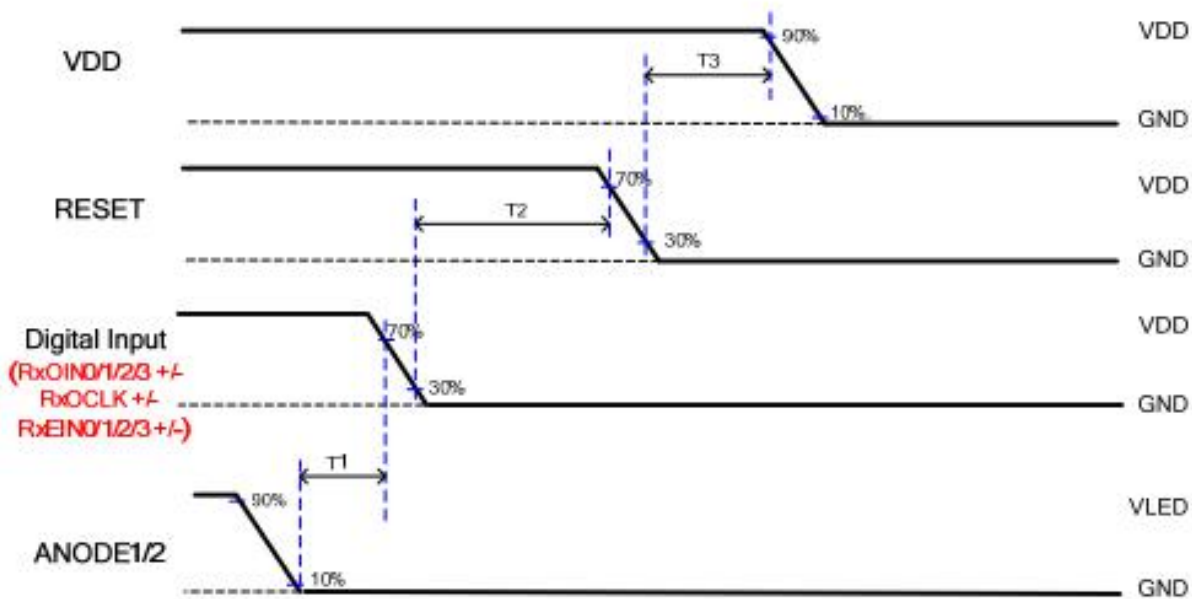 VDD
90%
VDD
T3
10%
GND
RESET
70%
VDD
T2
30%
GND
Digital Input
(RxOIN0/1/2/3 +/-
RxOCLK +/-
RxEIN0/1/2/3 +/-)
70%
VDD
30%
GND
T1
ANODE1/2
90%
VLED
10%
GND